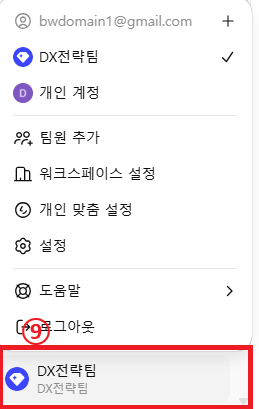 bwdomain1@gmail.com +
DX전략팀
D 개인 계정
팀원 추가
워크스페이스 설정
개인 맞춤 설정
설정
도움말
⑨ 로그아웃
DX전략팀
DX전략팀